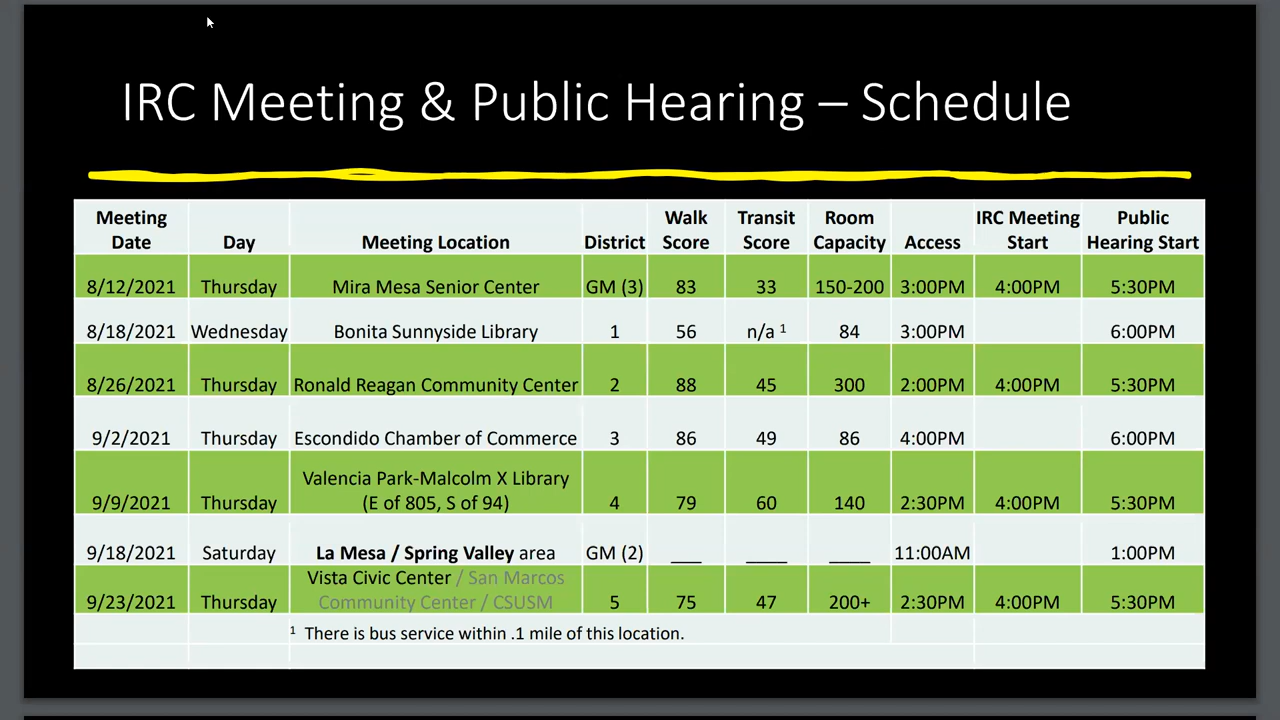 IRC Meeting & Public Hearing – Schedule
Meeting Date Day Meeting Location District Walk Score Transit Score Room Capacity Access IRC Meeting Start Public Hearing Start
8/12/2021 Thursday Mira Mesa Senior Center GM (3) 83 33 150-200 3:00PM 4:00PM 5:30PM
8/18/2021 Wednesday Bonita Sunnyside Library 1 56 n/a ¹ 84 3:00PM 6:00PM
8/26/2021 Thursday Ronald Reagan Community Center 2 88 45 300 2:00PM 4:00PM 5:30PM
9/2/2021 Thursday Escondido Chamber of Commerce 3 86 49 86 4:00PM 6:00PM
Valencia Park-Malcolm X Library
9/9/2021 Thursday (E of 805, S of 94) 4 79 60 140 2:30PM 4:00PM 5:30PM
9/18/2021 Saturday La Mesa / Spring Valley area GM (2) ___ ____ ____ 11:00AM 1:00PM
Vista Civic Center / San Marcos
9/23/2021 Thursday Community Center / CSUSM 5 75 47 200+ 2:30PM 4:00PM 5:30PM
¹ There is bus service within .1 mile of this location.